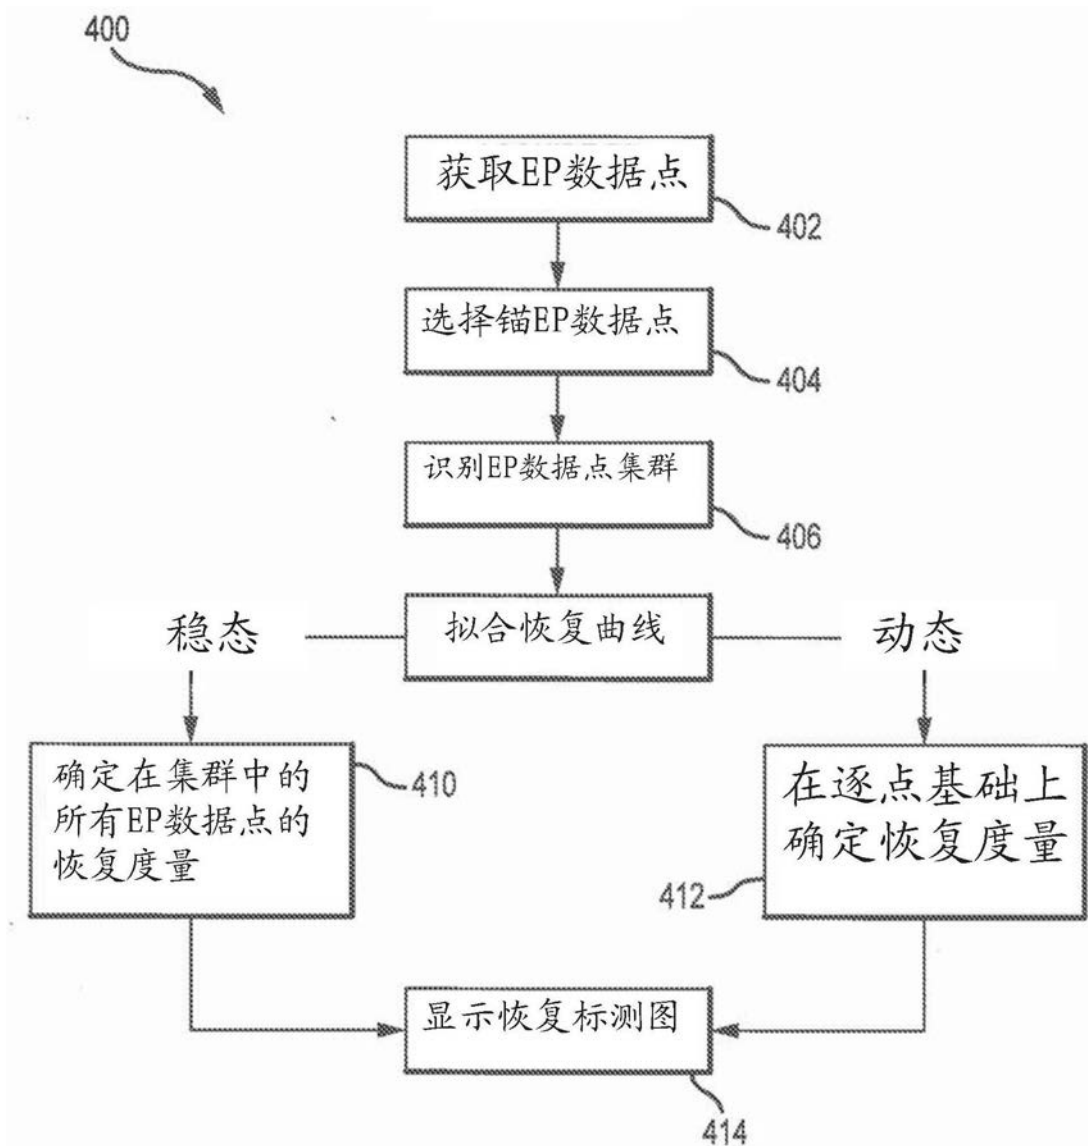 400
获取EP数据点
402
选择锚EP数据点
404
识别EP数据点集群
406
拟合恢复曲线
稳态
动态
确定在集群中的
所有EP数据点的
恢复度量
410
在逐点基础上
确定恢复度量
412
显示恢复标测图
414